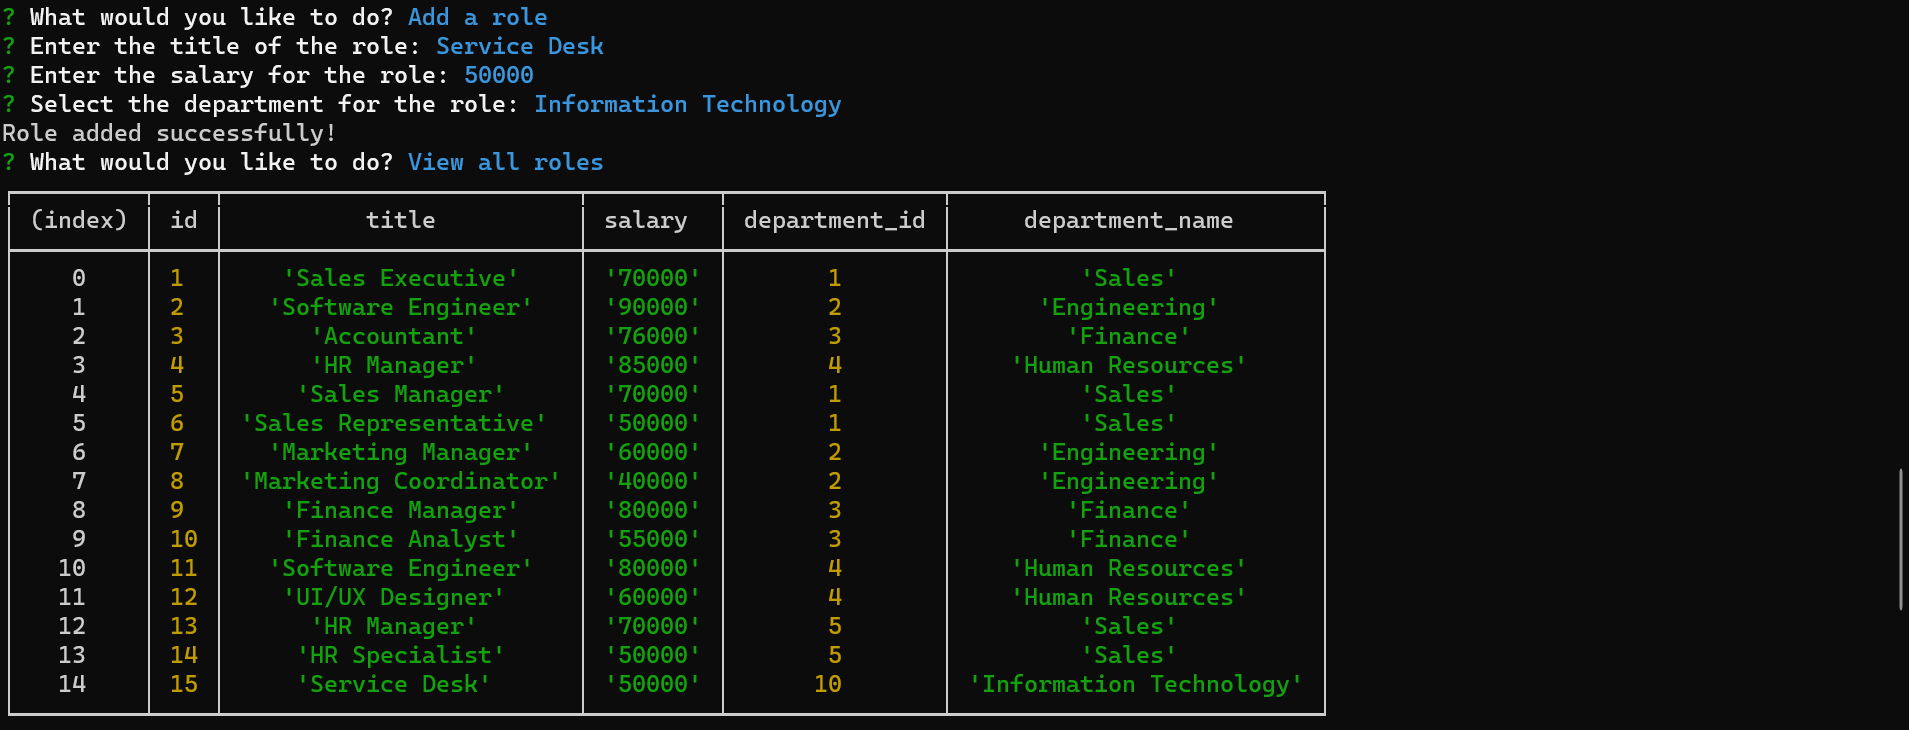 ? What would you like to do? Add a role
? Enter the title of the role: Service Desk
? Enter the salary for the role: 50000
? Select the department for the role: Information Technology
Role added successfully!
? What would you like to do? View all roles
(index) id title salary department_id department_name
0 1 'Sales Executive' '70000' 1 'Sales'
1 2 'Software Engineer' '90000' 2 'Engineering'
2 3 'Accountant' '76000' 3 'Finance'
3 4 'HR Manager' '85000' 4 'Human Resources'
4 5 'Sales Manager' '70000' 1 'Sales'
5 6 'Sales Representative' '50000' 1 'Sales'
6 7 'Marketing Manager' '60000' 2 'Engineering'
7 8 'Marketing Coordinator' '40000' 2 'Engineering'
8 9 'Finance Manager' '80000' 3 'Finance'
9 10 'Finance Analyst' '55000' 3 'Finance'
10 11 'Software Engineer' '80000' 4 'Human Resources'
11 12 'UI/UX Designer' '60000' 4 'Human Resources'
12 13 'HR Manager' '70000' 5 'Sales'
13 14 'HR Specialist' '50000' 5 'Sales'
14 15 'Service Desk' '50000' 10 'Information Technology'